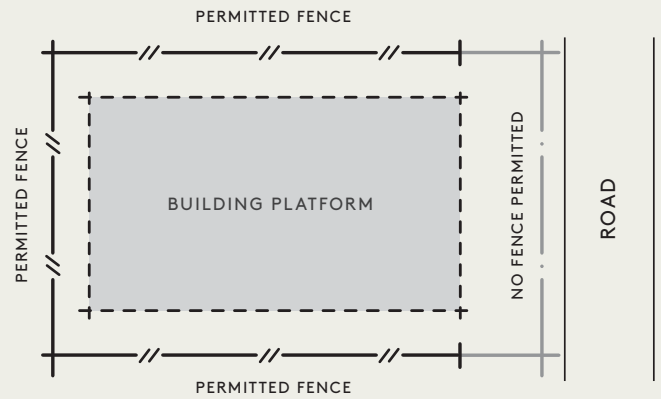 PERMITTED FENCE
PERMITTED FENCE
BUILDING PLATFORM
NO FENCE PERMITTED
ROAD
PERMITTED FENCE